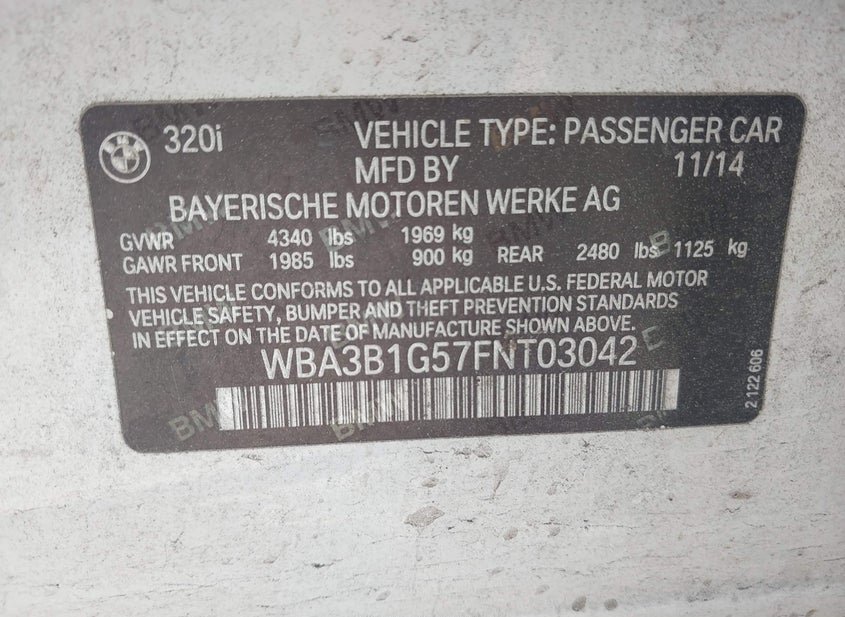 320i VEHICLE TYPE: PASSENGER CAR
MFD BY 11/14
BAYERISCHE MOTOREN WERKE AG
GVWR 4340 lbs 1969 kg
GAWR FRONT 1985 lbs 900 kg REAR 2480 lbs 1125 kg
THIS VEHICLE CONFORMS TO ALL APPLICABLE U.S. FEDERAL MOTOR
VEHICLE SAFETY, BUMPER AND THEFT PREVENTION STANDARDS
IN EFFECT ON THE DATE OF MANUFACTURE SHOWN ABOVE.
WBA3B1G57FNT03042
2 122 606